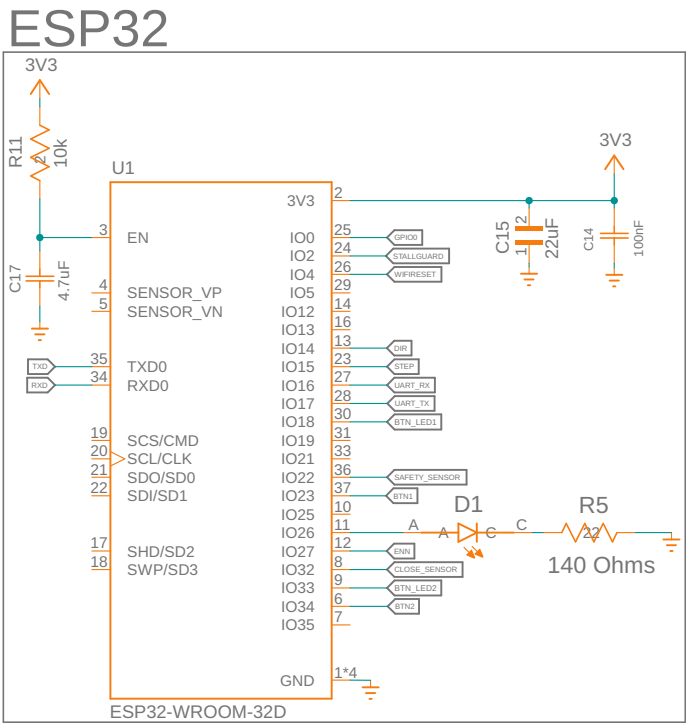 ESP32
3V3
R11
2
10k
U1
3V3
3V3 2
C15
2
1
22uF
C14
100nF
3 EN
C17
4.7uF
IO0 25 GPIO0
IO2 24 STALLGUARD
IO4 26 WIFIRESET
4 SENSOR_VP IO5 29
5 SENSOR_VN IO12 14
IO13 16
IO14 13 DIR
TXD 35 TXD0 IO15 23 STEP
RXD 34 RXD0 IO16 27 UART_RX
IO17 28 UART_TX
IO18 30 BTN_LED1
19 SCS/CMD IO19 31
20 SCL/CLK IO21 33
21 SDO/SD0 IO22 36 SAFETY_SENSOR
22 SDI/SD1 IO23 37 BTN1
IO25 10
D1 R5
IO26 11 A A C C 22
140 Ohms
17 SHD/SD2 IO27 12 ENN
18 SWP/SD3 IO32 8 CLOSE_SENSOR
IO33 9 BTN_LED2
IO34 6 BTN2
IO35 7
GND 1*4
ESP32-WROOM-32D